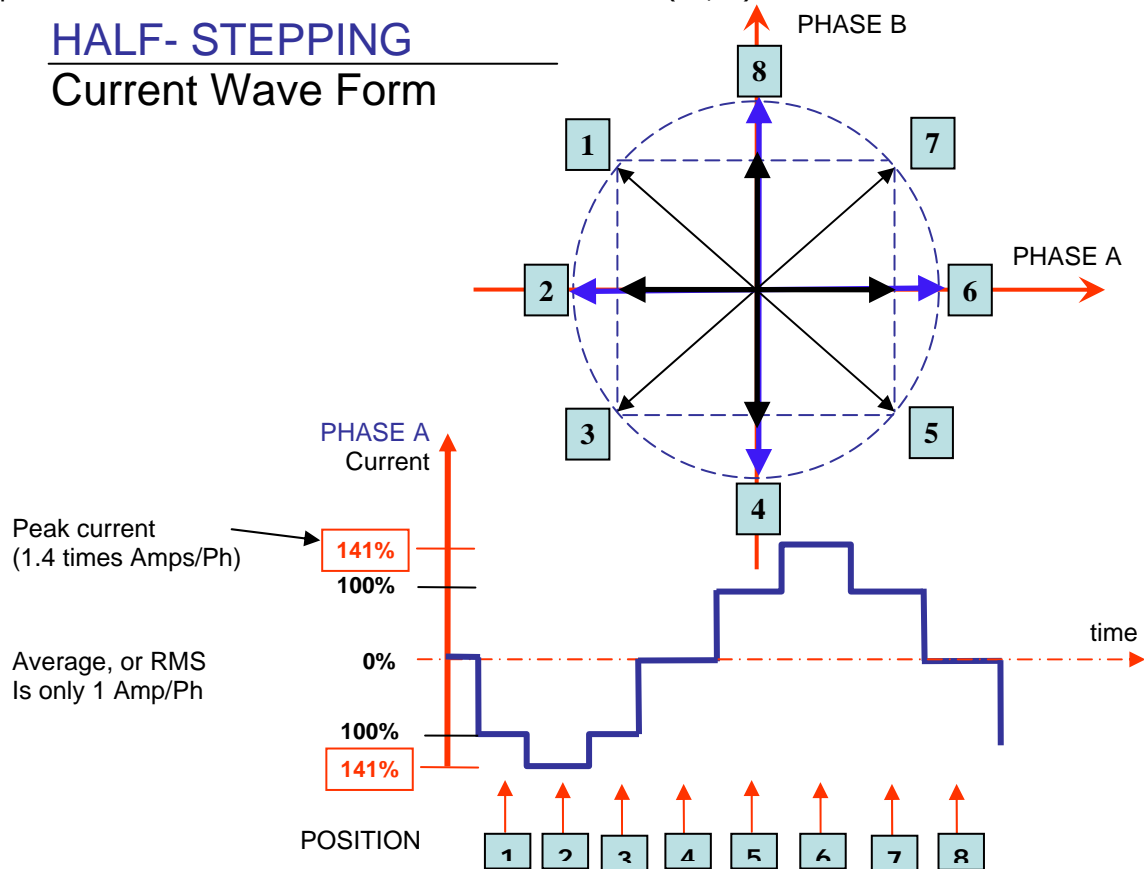 HALF- STEPPING
Current Wave Form
PHASE B
8
1
7
PHASE A
2
6
3
5
4
PHASE A
Current
Peak current
(1.4 times Amps/Ph)
141%
100%
time
Average, or RMS
Is only 1 Amp/Ph
0%
100%
141%
POSITION
1 2 3 4 5 6 7 8